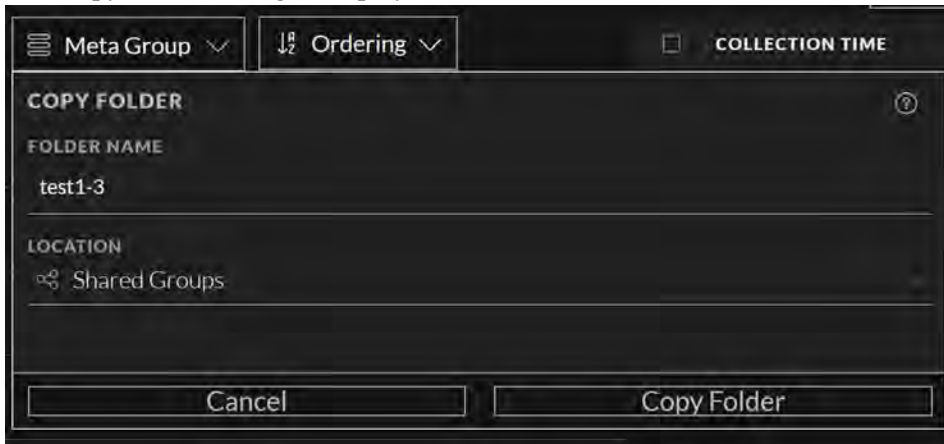 Meta Group Ordering COLLECTION TIME
COPY FOLDER
FOLDER NAME
test1-3
LOCATION
Shared Groups
Cancel Copy Folder